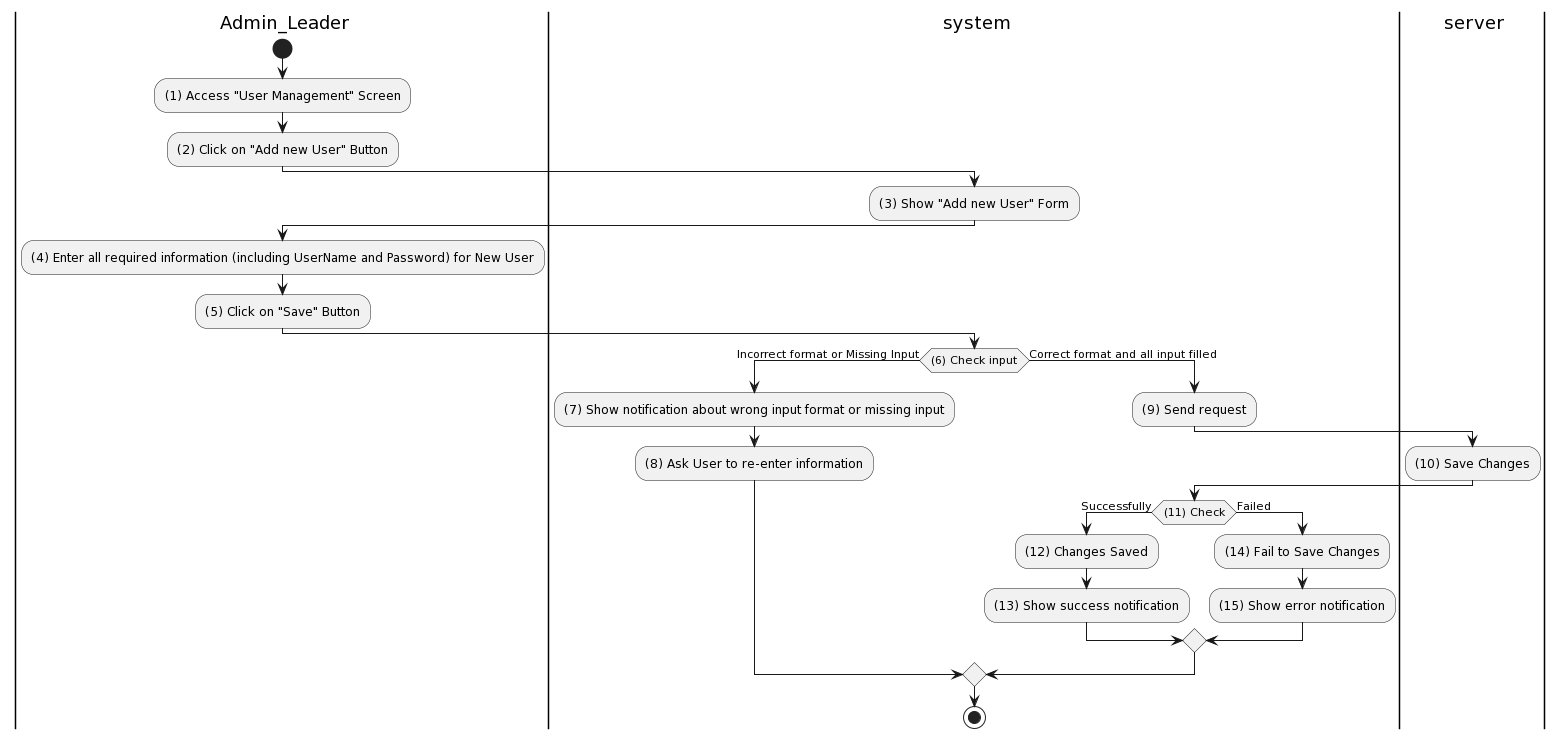 Admin_Leader
system
server
(1) Access "User Management" Screen
(2) Click on "Add new User" Button
(3) Show "Add new User" Form
(4) Enter all required information (including UserName and Password) for New User
(5) Click on "Save" Button
Incorrect format or Missing Input
(6) Check input
Correct format and all input filled
(7) Show notification about wrong input format or missing input
(9) Send request
(8) Ask User to re-enter information
(10) Save Changes
Successfully
(11) Check
Failed
(12) Changes Saved
(14) Fail to Save Changes
(13) Show success notification
(15) Show error notification